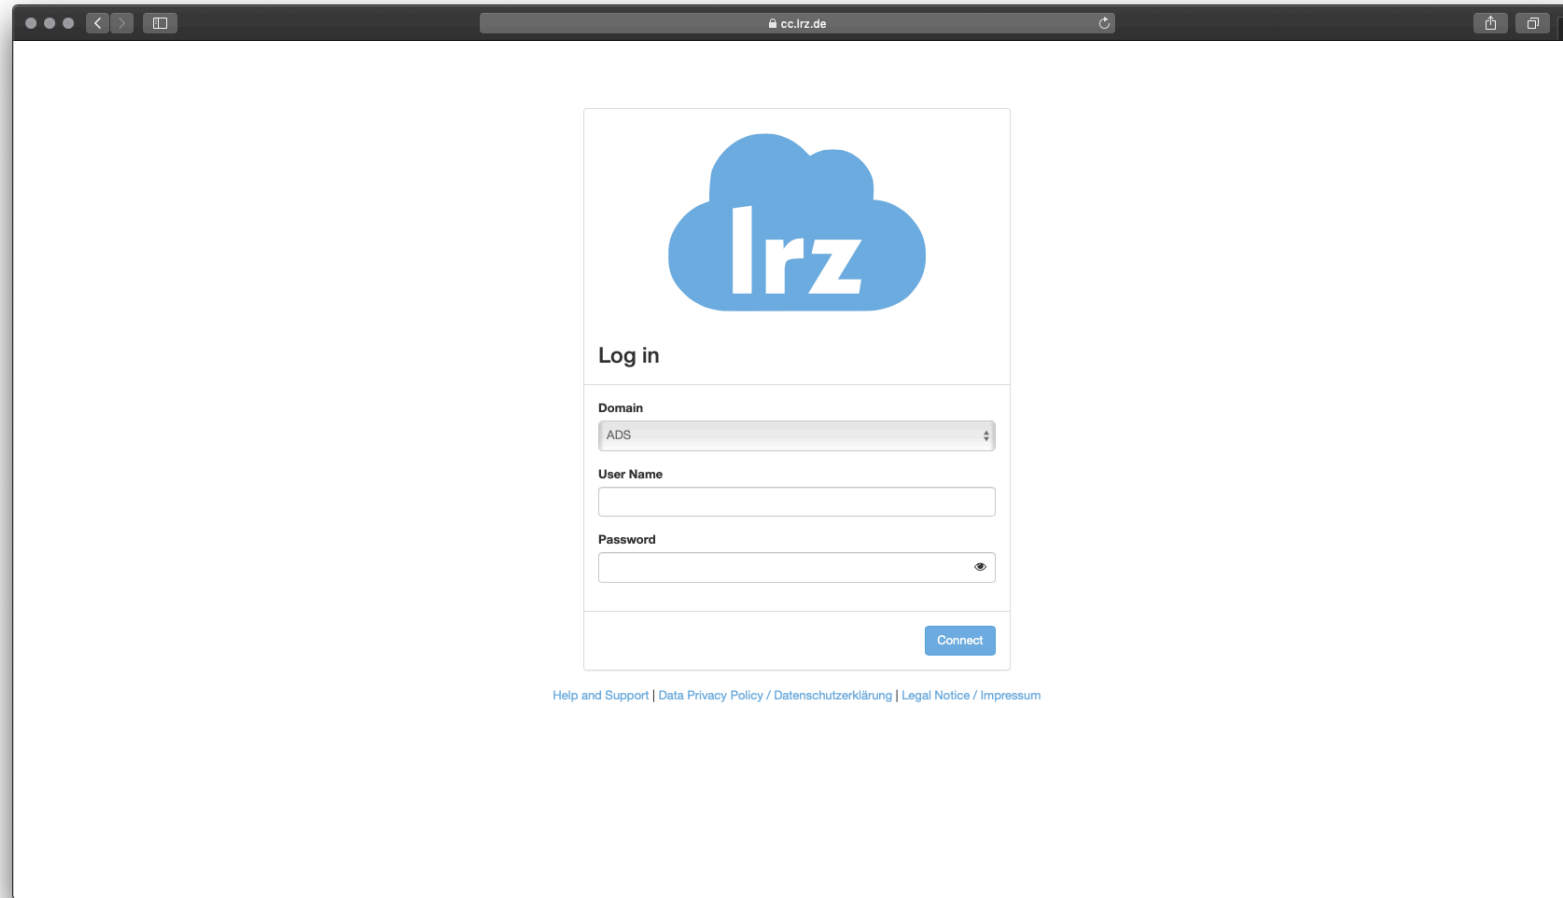 cc.lrz.de
lrz
Log in
Domain
ADS
User Name
Password
Connect
Help and Support | Data Privacy Policy / Datenschutzerklärung | Legal Notice / Impressum